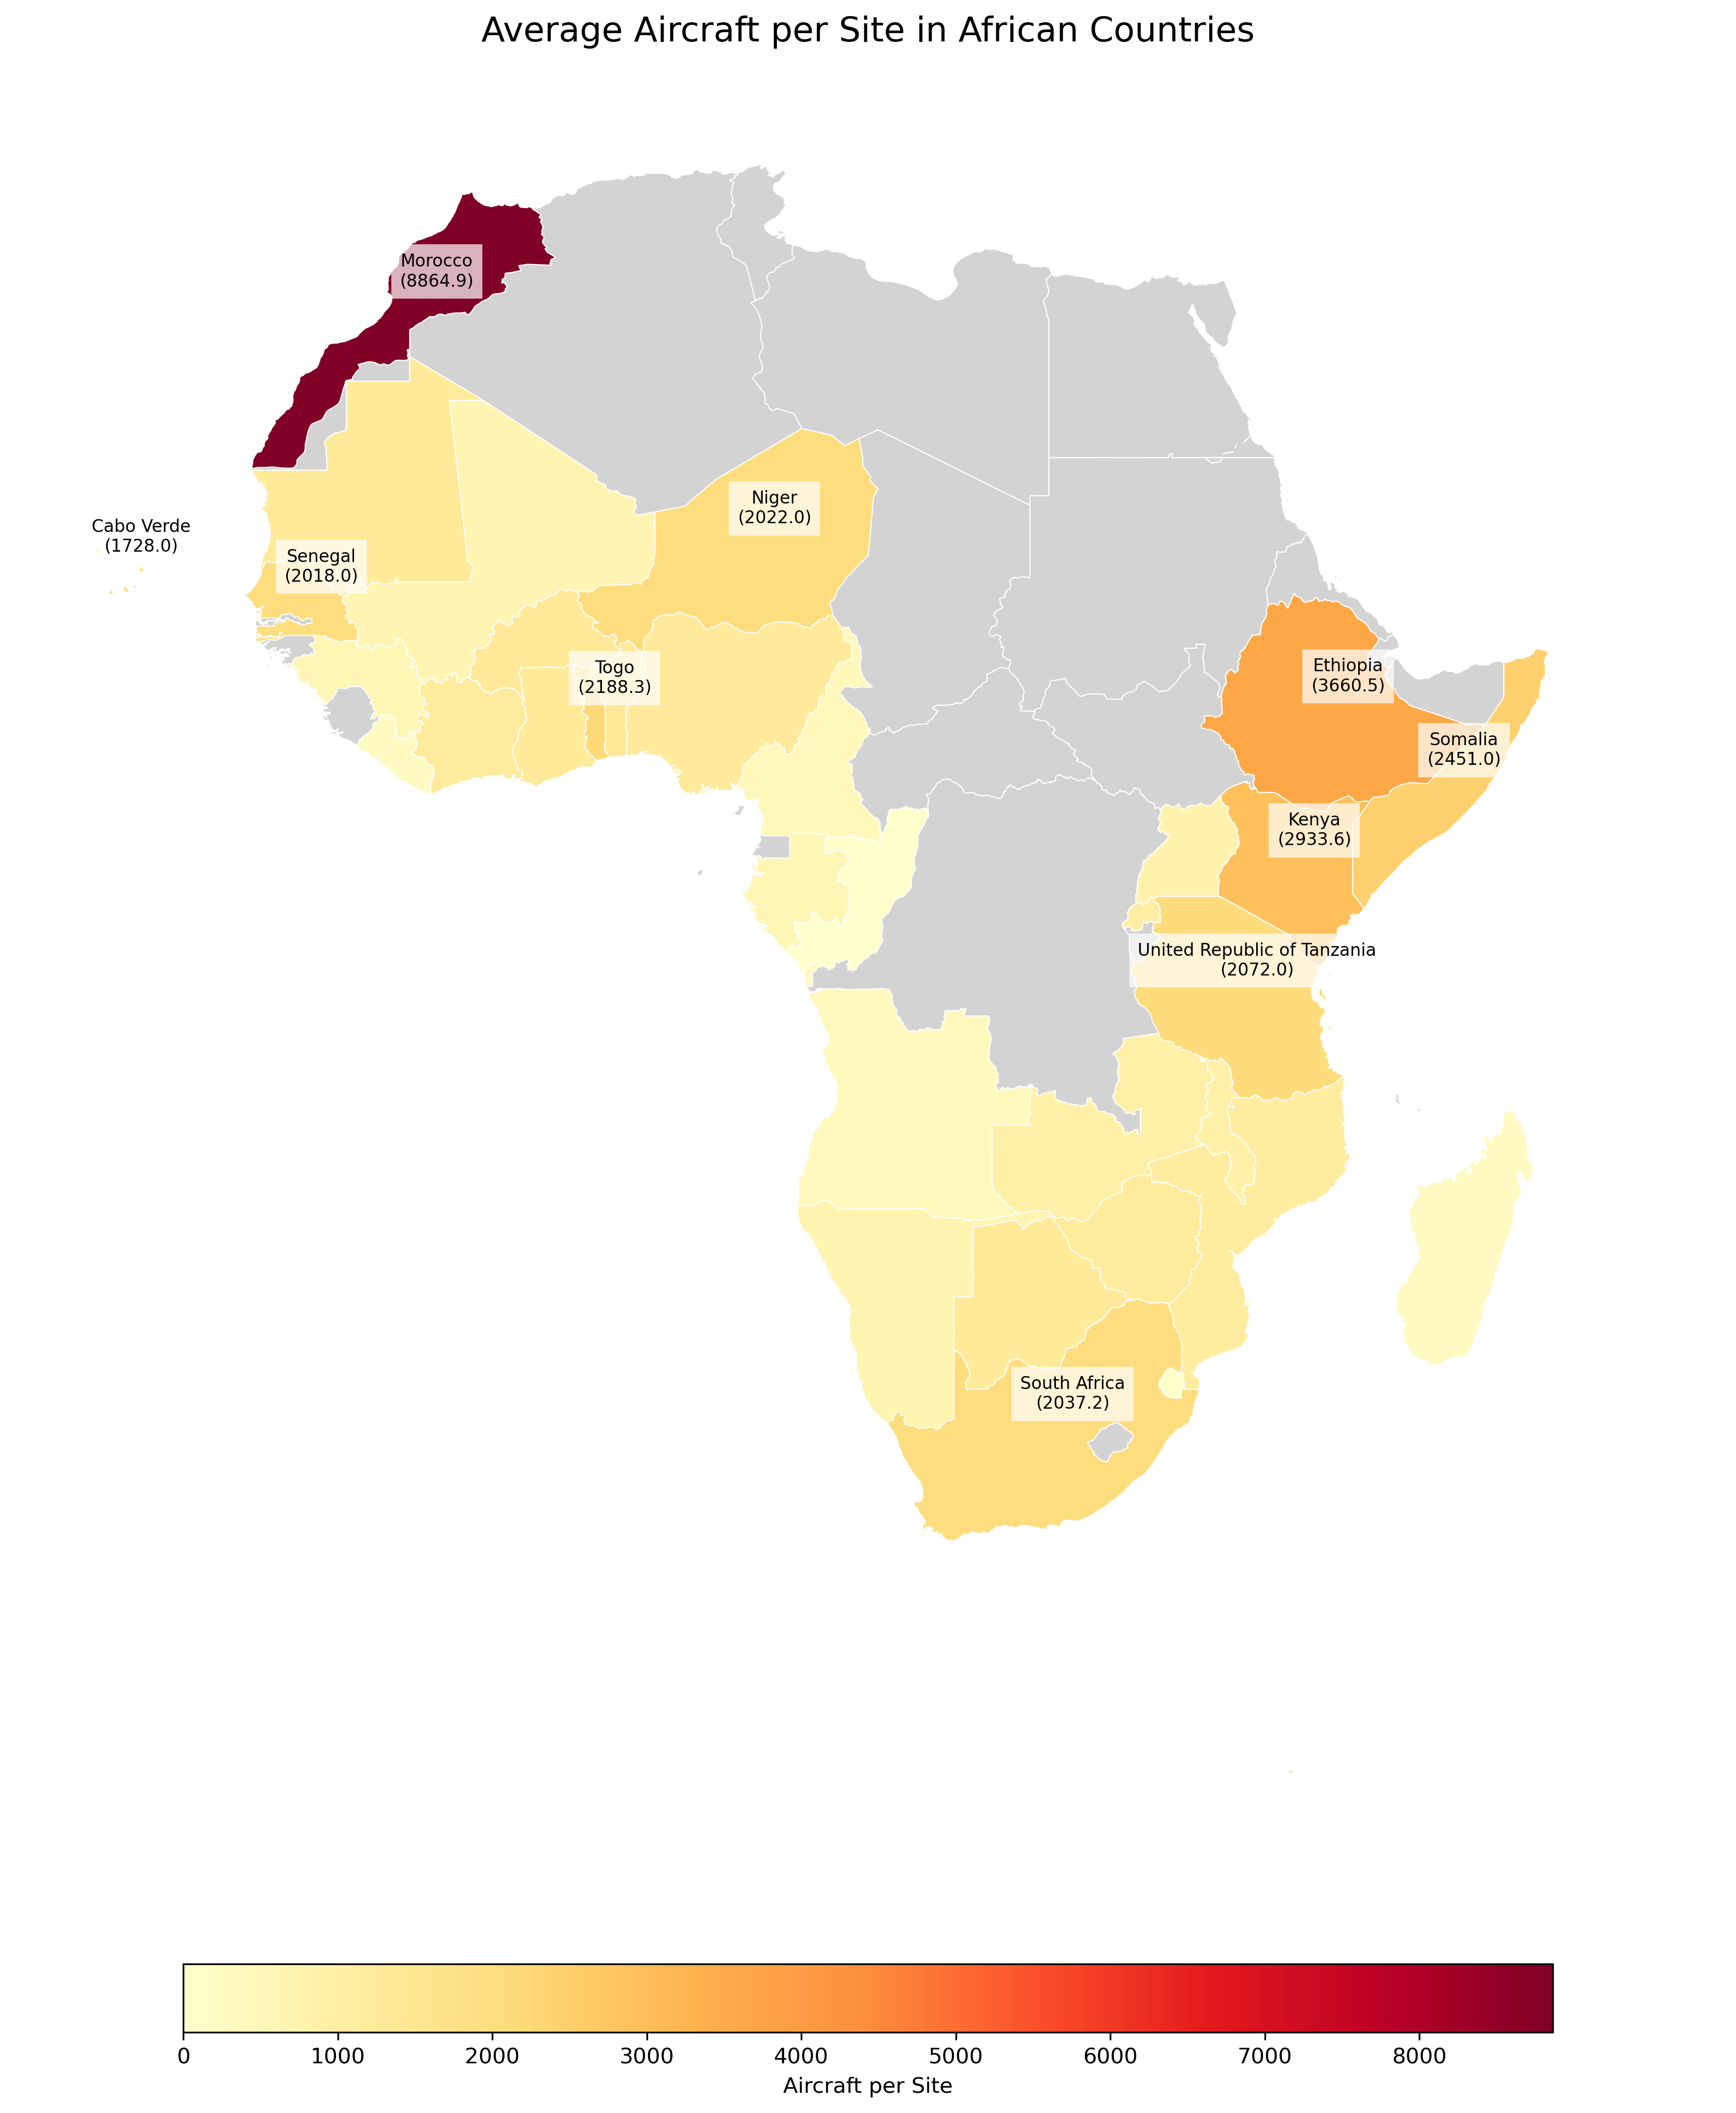 Average Aircraft per Site in African Countries
Morocco
(8864.9)
Niger
(2022.0)
Cabo Verde
(1728.0)
Senegal
(2018.0)
Togo
(2188.3)
Ethiopia
(3660.5)
Somalia
(2451.0)
Kenya
(2933.6)
United Republic of Tanzania
(2072.0)
South Africa
(2037.2)
0 1000 2000 3000 4000 5000 6000 7000 8000
Aircraft per Site